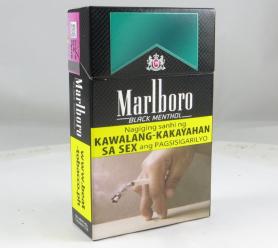 Marlboro
BLACK MENTHOL
Nagiging sanhi ng
KAWALANG-KAKAYAHAN
SA SEX ang PAGSISIGARILYO
Marlboro